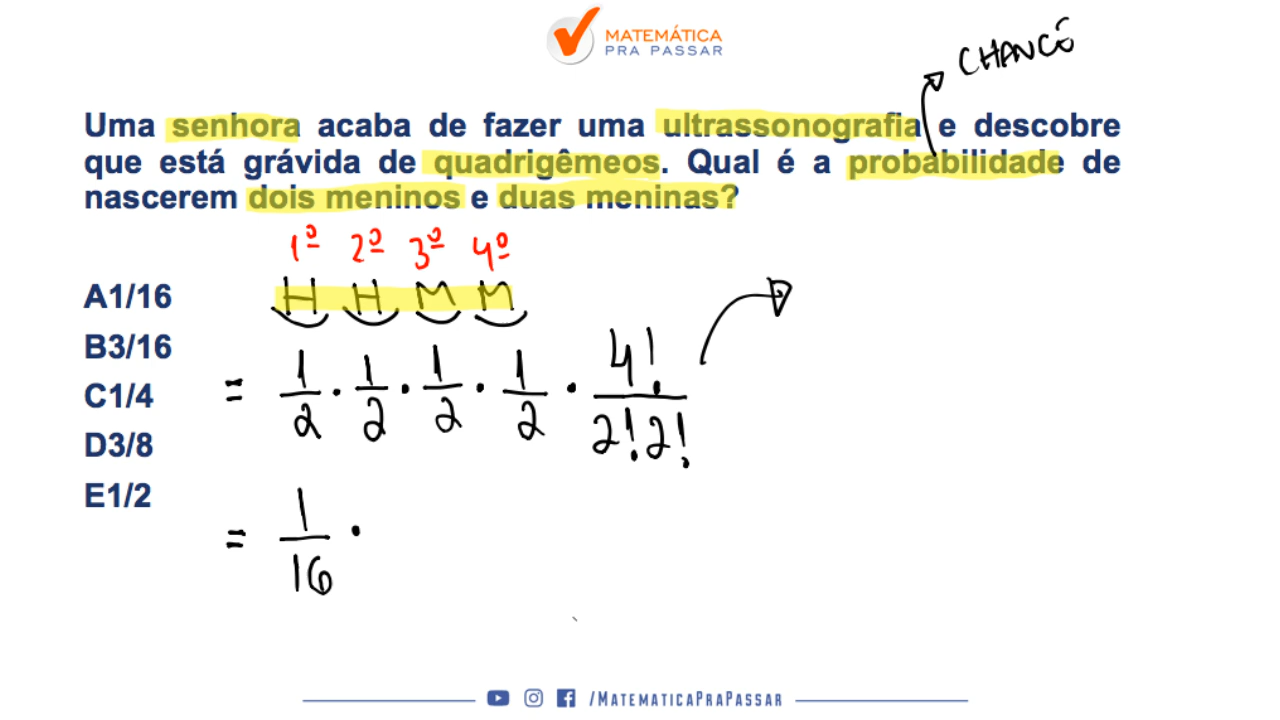 MATEMÁTICA
PRA PASSAR
CHANCE
Uma senhora acaba de fazer uma ultrassonografia e descobre
que está grávida de quadrigêmeos. Qual é a probabilidade de
nascerem dois meninos e duas meninas?
1º 2º 3º 4º
A1/16
H H M M
B3/16
C1/4
= 1/2 · 1/2 · 1/2 · 1/2 · 4!/2!2!
D3/8
E1/2
= 1/16 ·
/MatematicaPraPassar